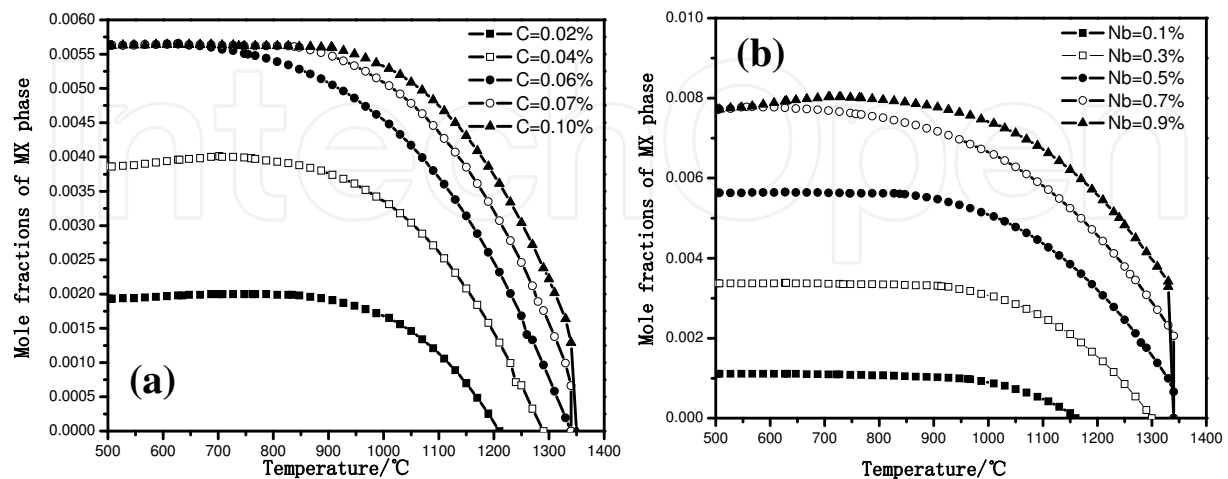 (a)
C=0.02%
C=0.04%
C=0.06%
C=0.07%
C=0.10%
Mole fractions of MX phase
0.0060
0.0055
0.0050
0.0045
0.0040
0.0035
0.0030
0.0025
0.0020
0.0015
0.0010
0.0005
0.0000
500 600 700 800 900 1000 1100 1200 1300 1400
Temperature/℃
(b)
Nb=0.1%
Nb=0.3%
Nb=0.5%
Nb=0.7%
Nb=0.9%
Mole fractions of MX phase
0.010
0.008
0.006
0.004
0.002
0.000
500 600 700 800 900 1000 1100 1200 1300 1400
Temperature/℃
IntechOpen